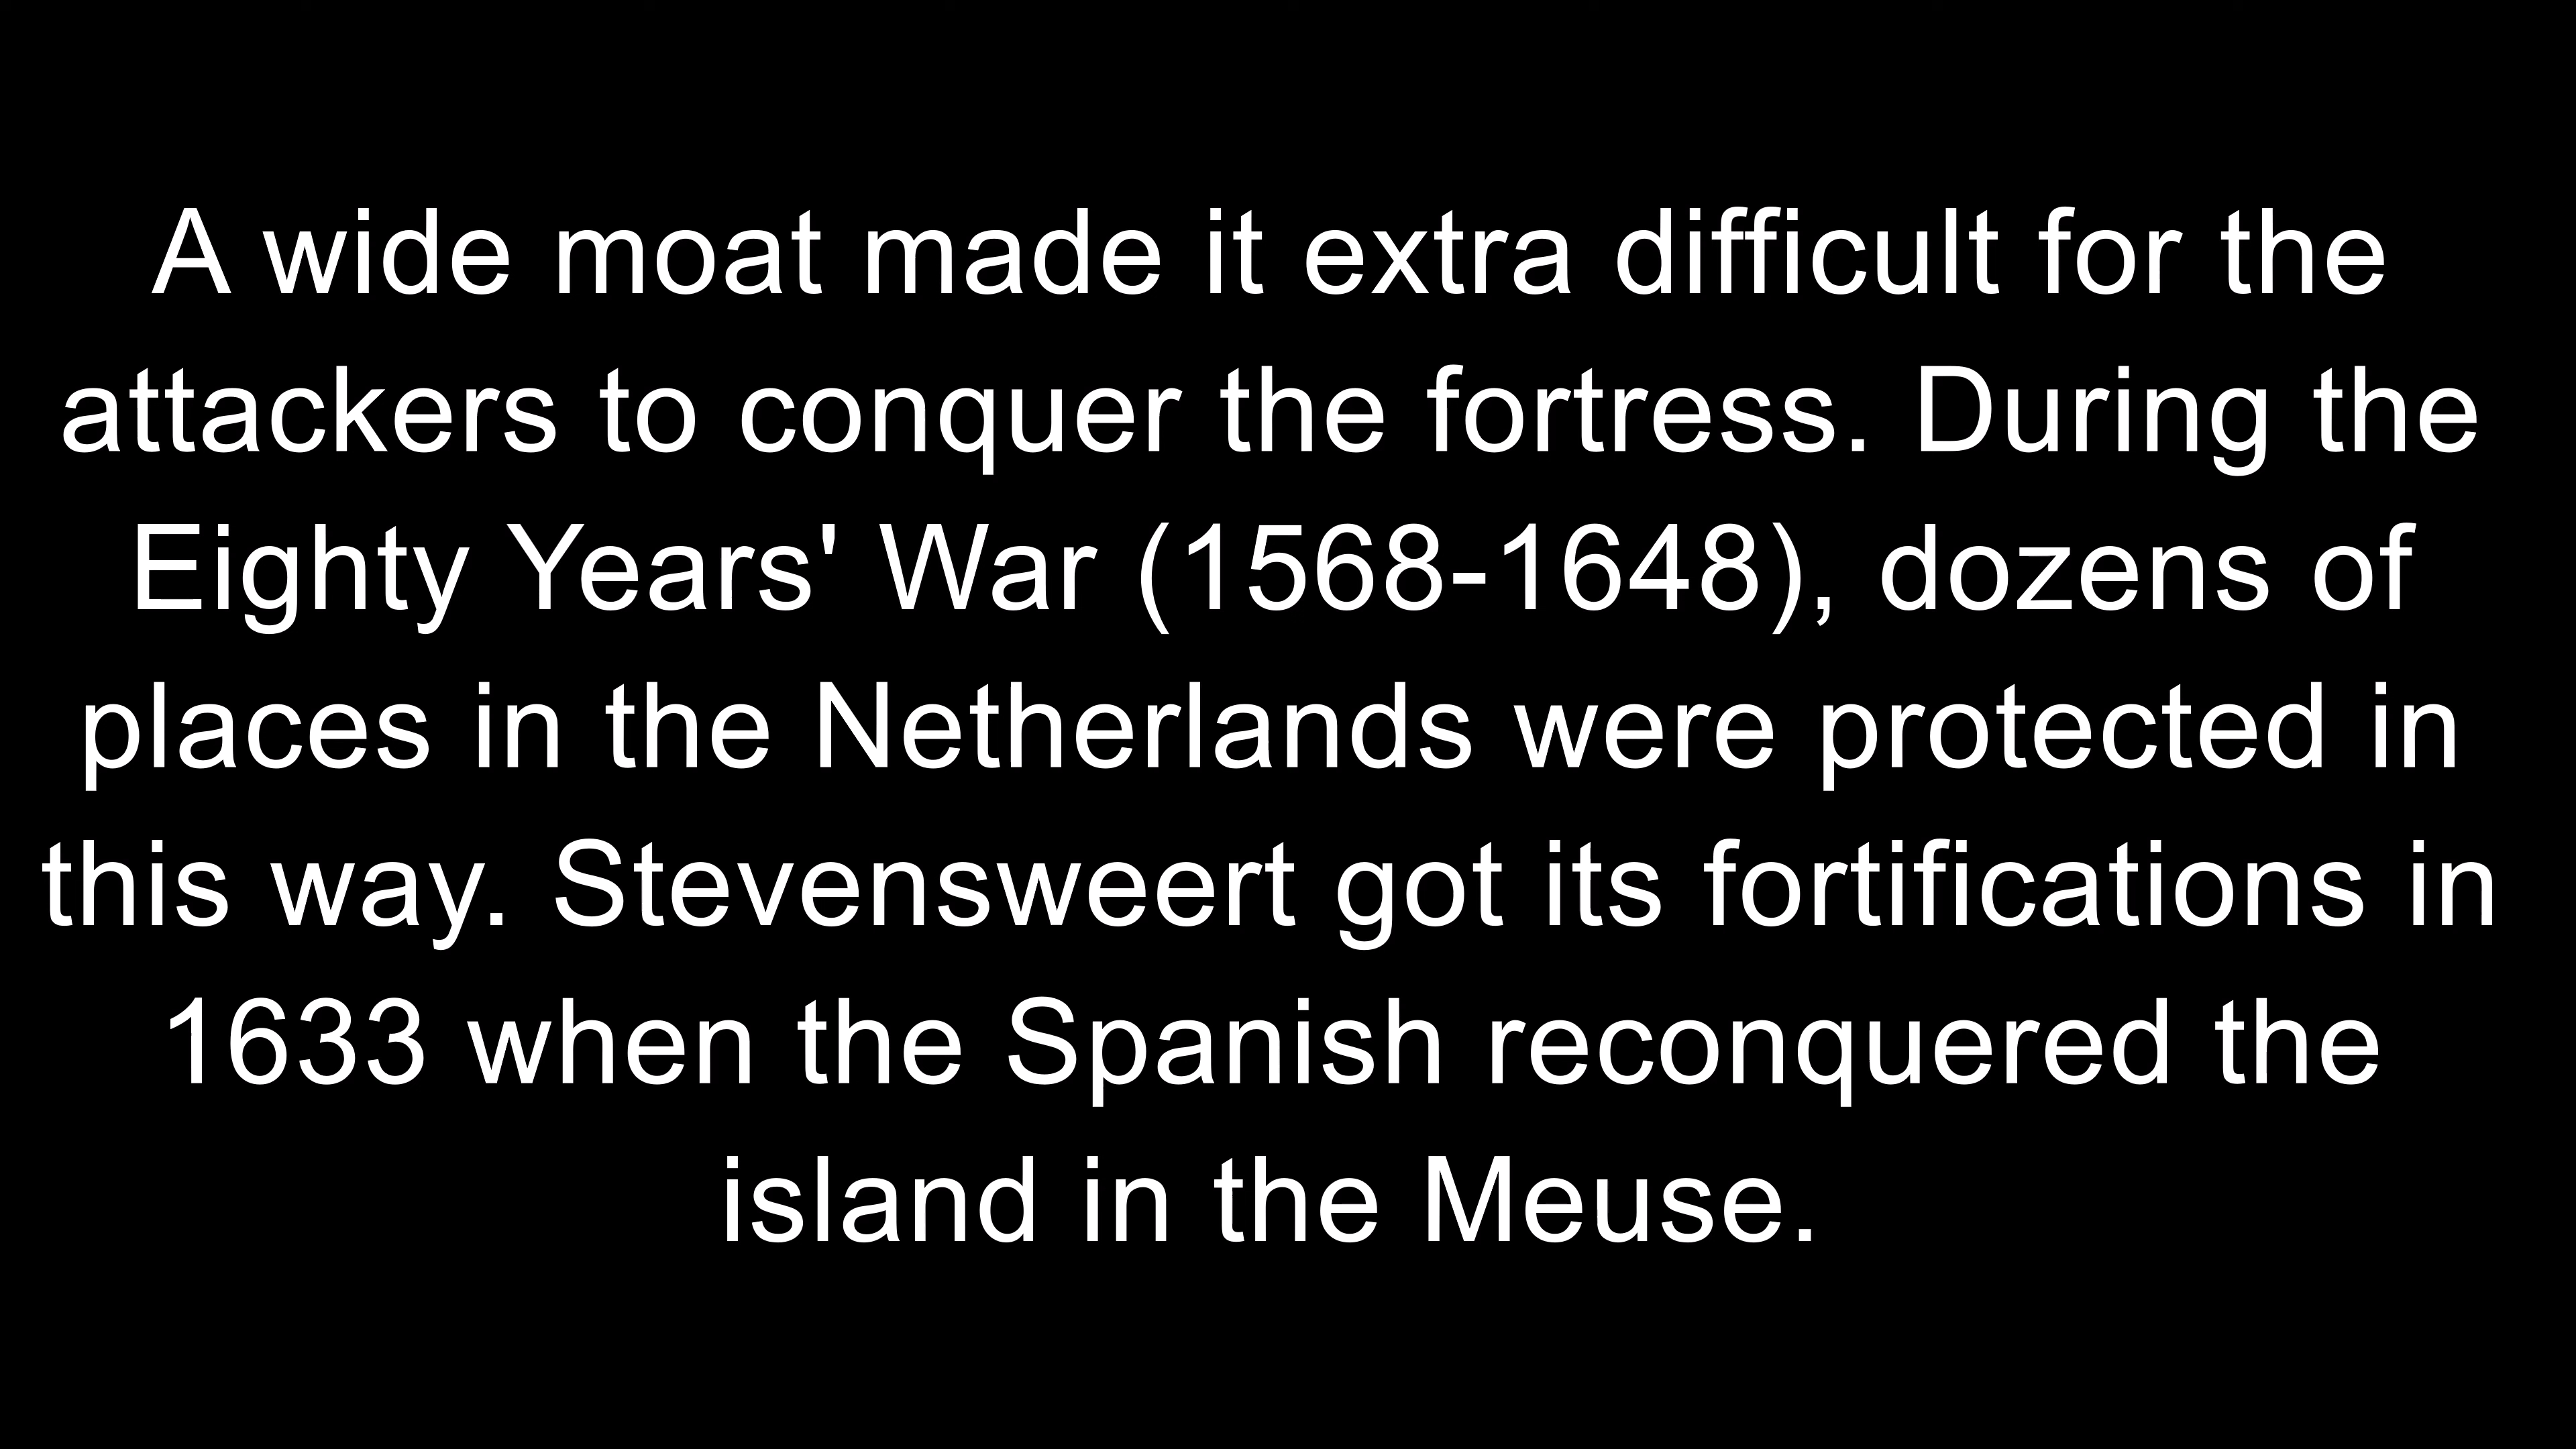 A wide moat made it extra difficult for the
attackers to conquer the fortress. During the
Eighty Years' War (1568-1648), dozens of
places in the Netherlands were protected in
this way. Stevensweert got its fortifications in
1633 when the Spanish reconquered the
island in the Meuse.